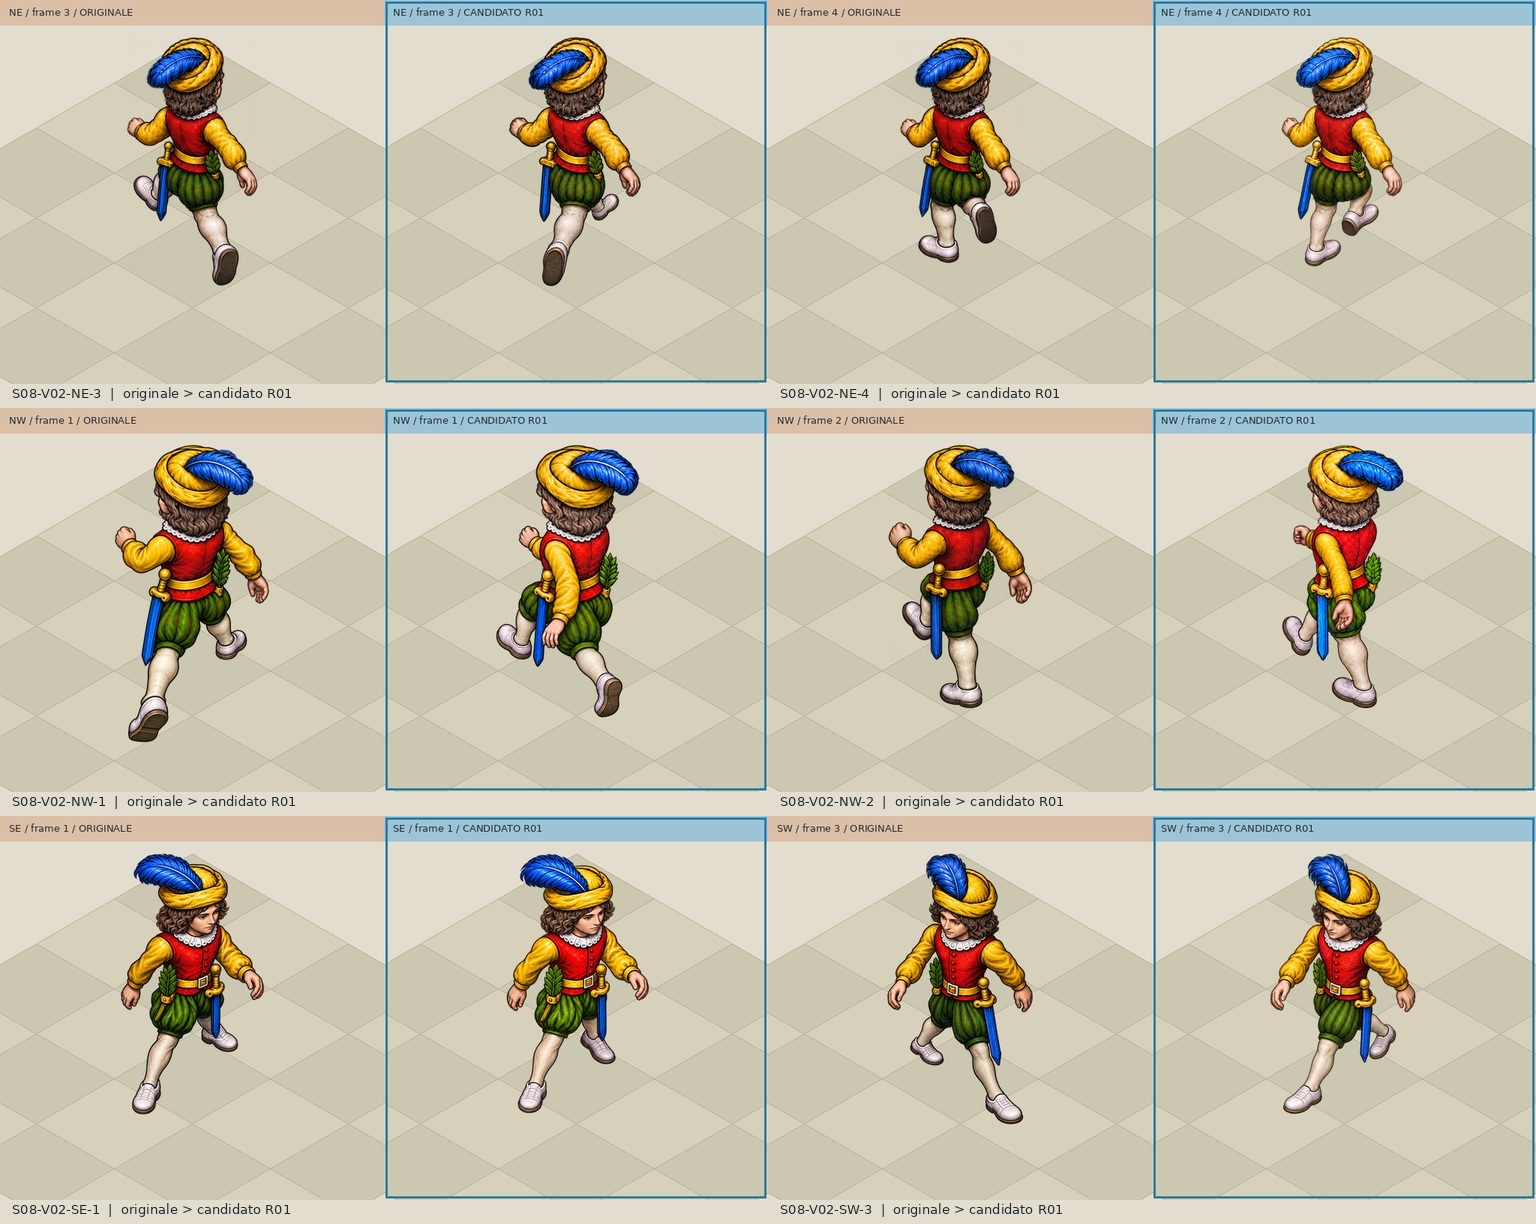 NE / frame 3 / ORIGINALE
NE / frame 3 / CANDIDATO R01
NE / frame 4 / ORIGINALE
NE / frame 4 / CANDIDATO R01
S08-V02-NE-3 | originale > candidato R01
S08-V02-NE-4 | originale > candidato R01
NW / frame 1 / ORIGINALE
NW / frame 1 / CANDIDATO R01
NW / frame 2 / ORIGINALE
NW / frame 2 / CANDIDATO R01
S08-V02-NW-1 | originale > candidato R01
S08-V02-NW-2 | originale > candidato R01
SE / frame 1 / ORIGINALE
SE / frame 1 / CANDIDATO R01
SW / frame 3 / ORIGINALE
SW / frame 3 / CANDIDATO R01
S08-V02-SE-1 | originale > candidato R01
S08-V02-SW-3 | originale > candidato R01